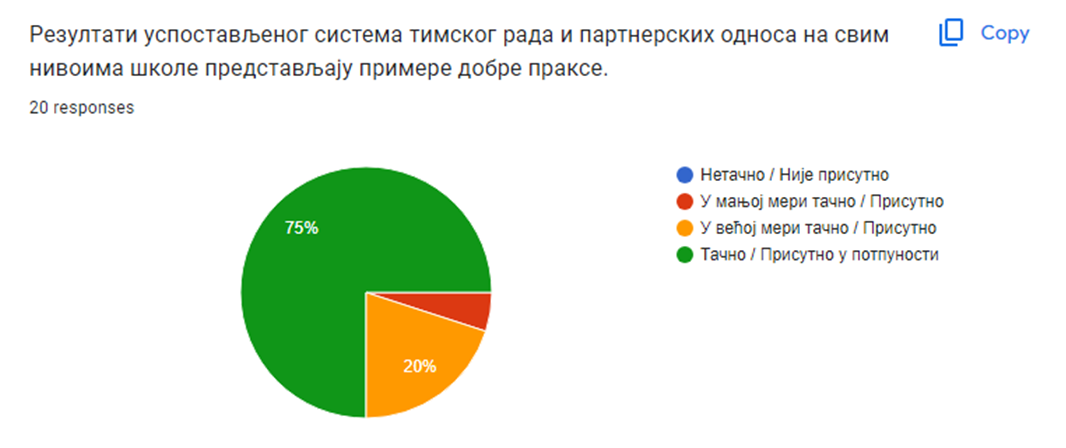 Резултати успостављеног система тимског рада и партнерских односа на свим
нивоима школе представљају примере добре праксе.
Copy
20 responses
75%
20%
Нетачно / Није присутно
У мањој мери тачно / Присутно
У већој мери тачно / Присутно
Тачно / Присутно у потпуности